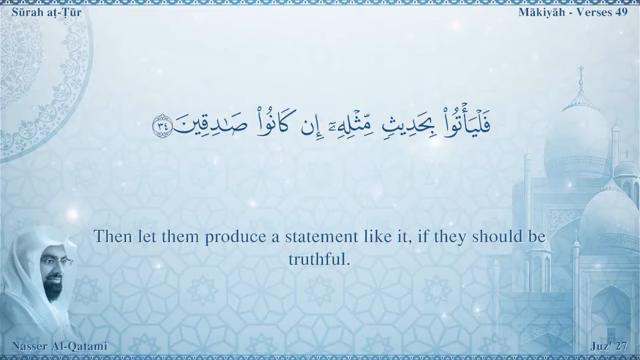 Sūrah aṭ-Ṭūr
Mākiyāh - Verses 49
فَلْيَأْتُوا۟ بِحَدِيثٍ مِّثْلِهِۦٓ إِن كَانُوا۟ صَـٰدِقِينَ ٣٤
Then let them produce a statement like it, if they should be
truthful.
Nasser Al-Qatami
Juz' 27